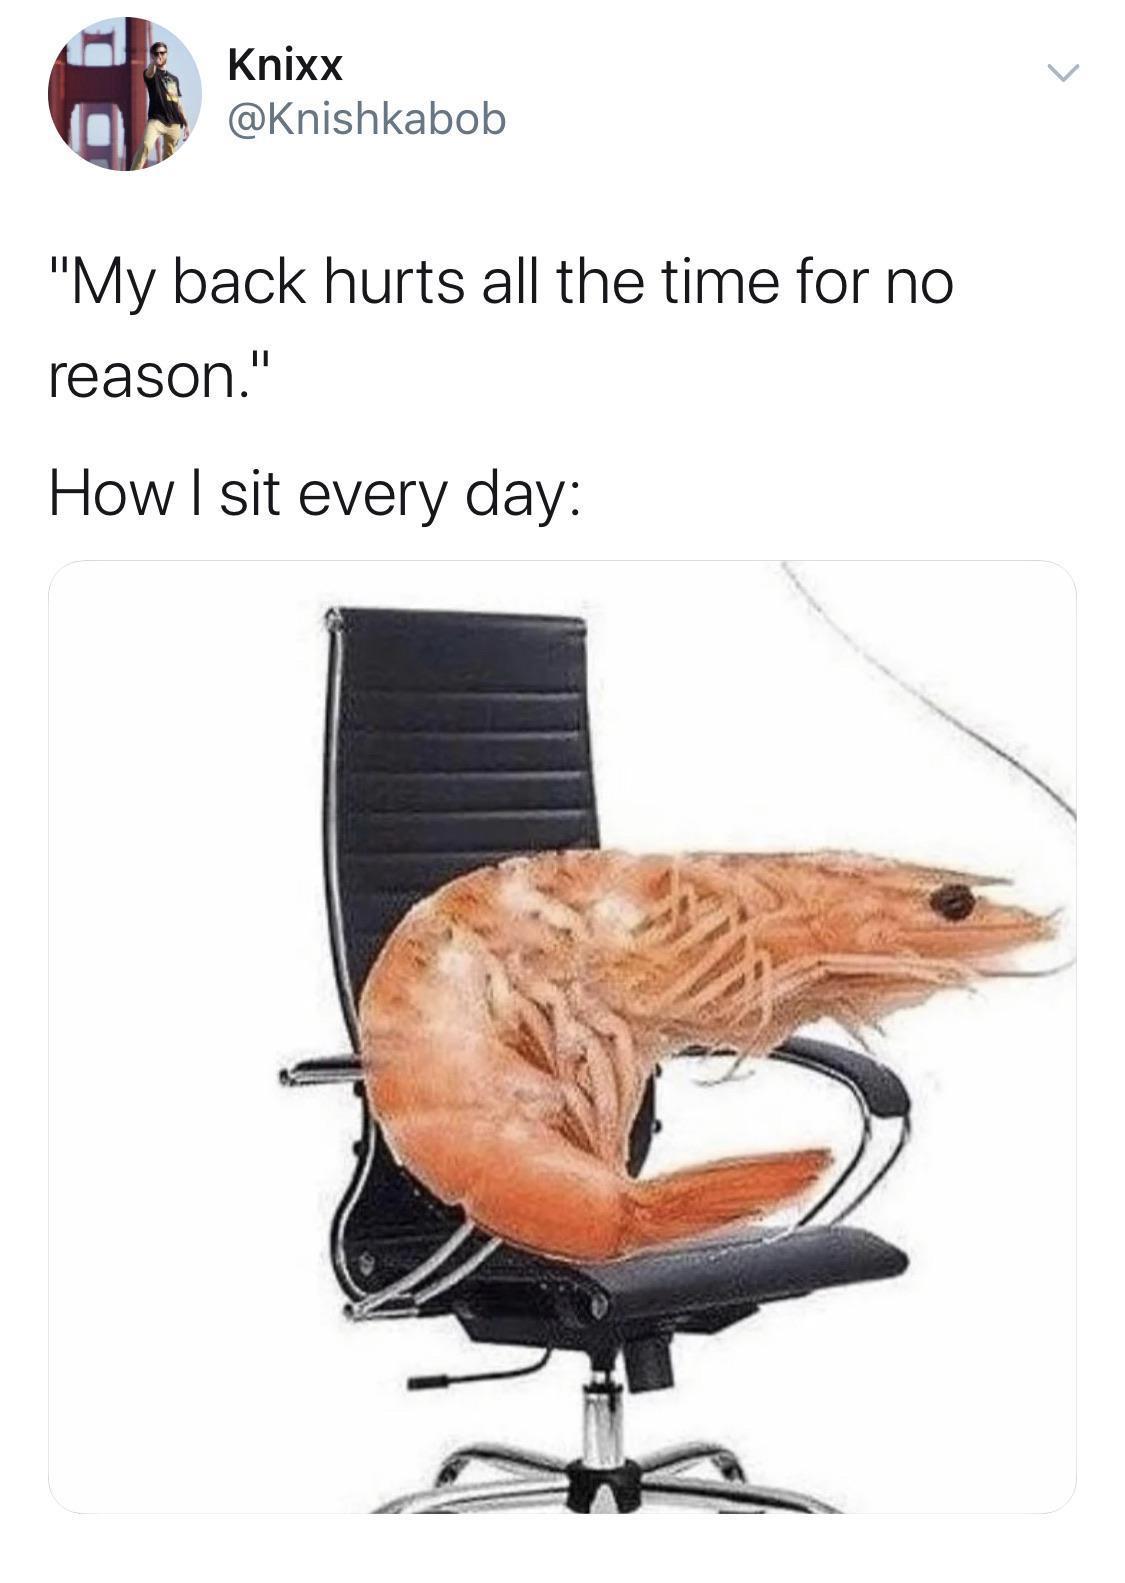 Knixx
@Knishkabob
"My back hurts all the time for no
reason."
How I sit every day: